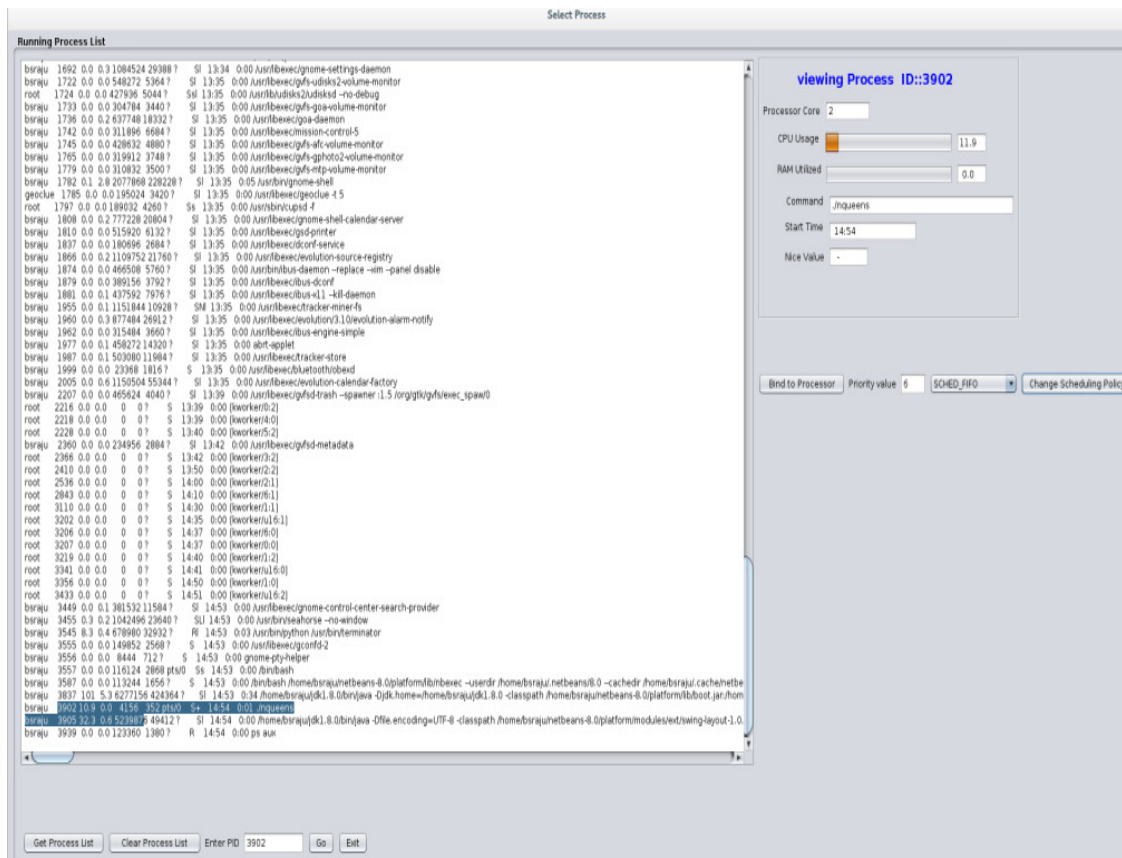 Select Process
Running Process List
bsraju 1692 0.0 0.3 1084524 29388 ? Sl 13:34 0:00 /usr/libexec/gnome-settings-daemon
bsraju 1722 0.0 0.0 548272 5364 ? Sl 13:35 0:00 /usr/libexec/gvfs-udisks2-volume-monitor
root 1724 0.0 0.0 427936 5044 ? Ssl 13:35 0:00 /usr/lib/udisks2/udisksd --no-debug
bsraju 1733 0.0 0.0 304784 3440 ? Sl 13:35 0:00 /usr/libexec/gvfs-goa-volume-monitor
bsraju 1736 0.0 0.2 637748 18332 ? Sl 13:35 0:00 /usr/libexec/goa-daemon
bsraju 1742 0.0 0.0 311896 6684 ? Sl 13:35 0:00 /usr/libexec/mission-control-5
bsraju 1745 0.0 0.0 428632 4880 ? Sl 13:35 0:00 /usr/libexec/gvfs-afc-volume-monitor
bsraju 1765 0.0 0.0 319912 3748 ? Sl 13:35 0:00 /usr/libexec/gvfs-gphoto2-volume-monitor
bsraju 1779 0.0 0.0 310832 3500 ? Sl 13:35 0:00 /usr/libexec/gvfs-mtp-volume-monitor
bsraju 1782 0.1 2.8 2077868 228228 ? Sl 13:35 0:05 /usr/bin/gnome-shell
geoclue 1785 0.0 0.0 195024 3420 ? Sl 13:35 0:00 /usr/libexec/geoclue -t 5
root 1797 0.0 0.0 189032 4260 ? Ss 13:35 0:00 /usr/sbin/cupsd -f
bsraju 1808 0.0 0.2 777228 20804 ? Sl 13:35 0:00 /usr/libexec/gnome-shell-calendar-server
bsraju 1810 0.0 0.0 515920 6132 ? Sl 13:35 0:00 /usr/libexec/gsd-printer
bsraju 1837 0.0 0.0 180696 2684 ? Sl 13:35 0:00 /usr/libexec/dconf-service
bsraju 1866 0.0 0.2 1109752 21760 ? Sl 13:35 0:00 /usr/libexec/evolution-source-registry
bsraju 1874 0.0 0.0 466508 5760 ? Sl 13:35 0:00 /usr/bin/ibus-daemon --replace --xim --panel disable
bsraju 1879 0.0 0.0 389156 3792 ? Sl 13:35 0:00 /usr/libexec/ibus-dconf
bsraju 1881 0.0 0.1 437592 7976 ? Sl 13:35 0:00 /usr/libexec/ibus-x11 --kill-daemon
bsraju 1955 0.0 0.1 1151844 10928 ? SNl 13:35 0:00 /usr/libexec/tracker-miner-fs
bsraju 1960 0.0 0.3 877484 26912 ? Sl 13:35 0:00 /usr/libexec/evolution/3.10/evolution-alarm-notify
bsraju 1962 0.0 0.0 315484 3660 ? Sl 13:35 0:00 /usr/libexec/ibus-engine-simple
bsraju 1977 0.0 0.1 458272 14320 ? Sl 13:35 0:00 abrt-applet
bsraju 1987 0.0 0.1 503080 11984 ? Sl 13:35 0:00 /usr/libexec/tracker-store
bsraju 1999 0.0 0.0 23368 1816 ? S 13:35 0:00 /usr/libexec/bluetooth/obexd
bsraju 2005 0.0 0.6 1150504 55344 ? Sl 13:35 0:00 /usr/libexec/evolution-calendar-factory
bsraju 2207 0.0 0.0 465624 4040 ? Sl 13:39 0:00 /usr/libexec/gvfsd-trash --spawner :1.5 /org/gtk/gvfs/exec_spaw/0
root 2216 0.0 0.0 0 0 ? S 13:39 0:00 [kworker/0:2]
root 2218 0.0 0.0 0 0 ? S 13:39 0:00 [kworker/4:0]
root 2228 0.0 0.0 0 0 ? S 13:40 0:00 [kworker/5:2]
bsraju 2360 0.0 0.0 234956 2884 ? Sl 13:42 0:00 /usr/libexec/gvfsd-metadata
root 2366 0.0 0.0 0 0 ? S 13:42 0:00 [kworker/3:2]
root 2410 0.0 0.0 0 0 ? S 13:50 0:00 [kworker/2:2]
root 2536 0.0 0.0 0 0 ? S 14:00 0:00 [kworker/2:1]
root 2843 0.0 0.0 0 0 ? S 14:10 0:00 [kworker/6:1]
root 3110 0.0 0.0 0 0 ? S 14:30 0:00 [kworker/1:1]
root 3202 0.0 0.0 0 0 ? S 14:35 0:00 [kworker/u16:1]
root 3206 0.0 0.0 0 0 ? S 14:37 0:00 [kworker/6:0]
root 3207 0.0 0.0 0 0 ? S 14:37 0:00 [kworker/0:0]
root 3219 0.0 0.0 0 0 ? S 14:40 0:00 [kworker/1:2]
root 3341 0.0 0.0 0 0 ? S 14:41 0:00 [kworker/u16:0]
root 3356 0.0 0.0 0 0 ? S 14:50 0:00 [kworker/1:0]
root 3433 0.0 0.0 0 0 ? S 14:51 0:00 [kworker/u16:2]
bsraju 3449 0.0 0.1 381532 11584 ? Sl 14:53 0:00 /usr/libexec/gnome-control-center-search-provider
bsraju 3455 0.3 0.2 1042496 23640 ? SLl 14:53 0:00 /usr/bin/seahorse --no-window
bsraju 3545 8.3 0.4 678980 32932 ? Rl 14:53 0:03 /usr/bin/python /usr/bin/terminator
bsraju 3555 0.0 0.0 149852 2568 ? S 14:53 0:00 /usr/libexec/gconfd-2
bsraju 3556 0.0 0.0 8444 712 ? S 14:53 0:00 gnome-pty-helper
bsraju 3557 0.0 0.0 116124 2868 pts/0 Ss 14:53 0:00 /bin/bash
bsraju 3587 0.0 0.0 113244 1656 ? S 14:53 0:00 /bin/bash /home/bsraju/netbeans-8.0/platform/lib/nbexec --userdir /home/bsraju/.netbeans/8.0 --cachedir /home/bsraju/.cache/netbe
bsraju 3837 101 5.3 6277156 424364 ? Sl 14:53 0:34 /home/bsraju/jdk1.8.0/bin/java -Djdk.home=/home/bsraju/jdk1.8.0 -classpath /home/bsraju/netbeans-8.0/platform/lib/boot.jar:/hom
bsraju 3902 10.9 0.0 4156 352 pts/0 S+ 14:54 0:01 ./nqueens
bsraju 3905 32.3 0.6 5239876 49412 ? Sl 14:54 0:00 /home/bsraju/jdk1.8.0/bin/java -Dfile.encoding=UTF-8 -classpath /home/bsraju/netbeans-8.0/platform/modules/ext/swing-layout-1.0.
bsraju 3939 0.0 0.0 123360 1380 ? R 14:54 0:00 ps aux
viewing Process ID::3902
Processor Core 2
CPU Usage 11.9
RAM Utilized 0.0
Command ./nqueens
Start Time 14:54
Nice Value -
Bind to Processor Priority value 6 SCHED_FIFO Change Scheduling Policy
Get Process List Clear Process List Enter PID 3902 Go Exit